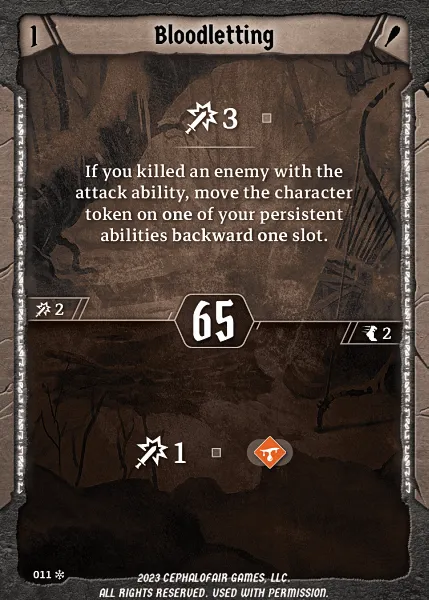 1
Bloodletting
3
If you killed an enemy with the
attack ability, move the character
token on one of your persistent
abilities backward one slot.
2
65
2
1
011
2023 CEPHALOFAIR GAMES, LLC.
ALL RIGHTS RESERVED. USED WITH PERMISSION.